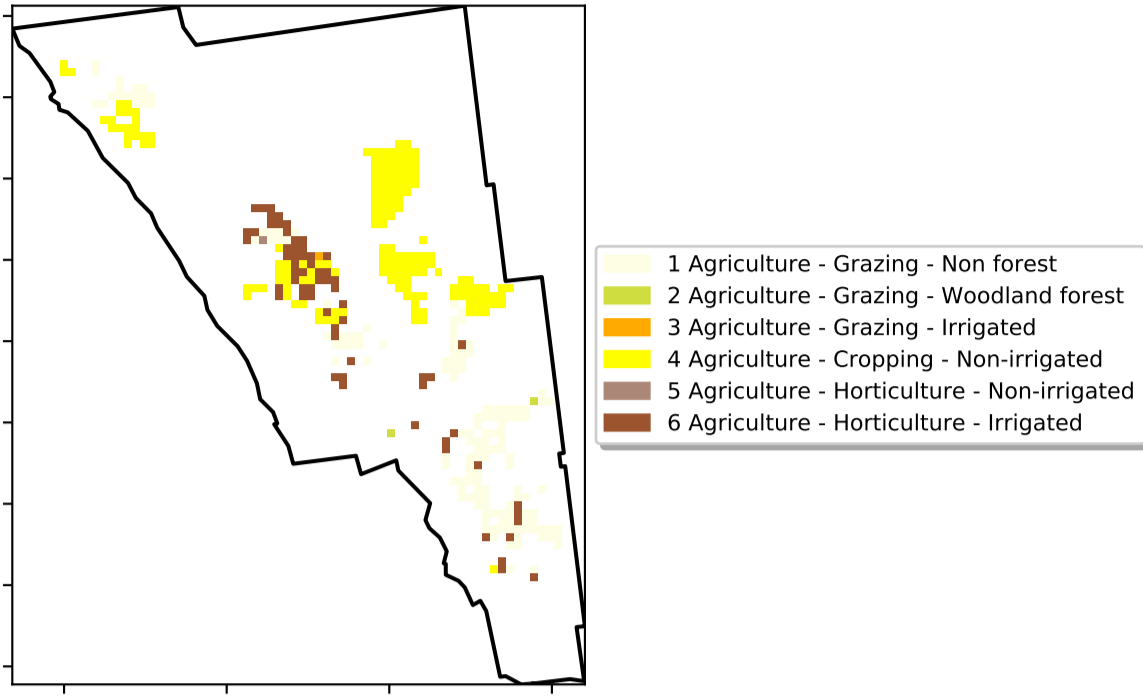 1 Agriculture - Grazing - Non forest
2 Agriculture - Grazing - Woodland forest
3 Agriculture - Grazing - Irrigated
4 Agriculture - Cropping - Non-irrigated
5 Agriculture - Horticulture - Non-irrigated
6 Agriculture - Horticulture - Irrigated